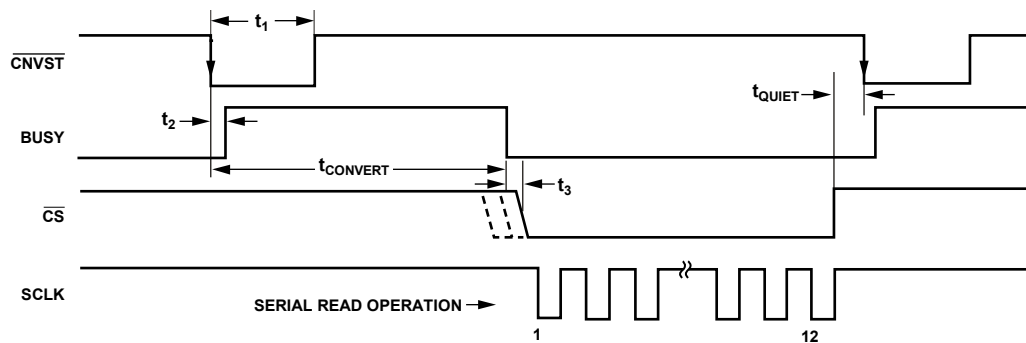 t1
CNVST
tQUIET
t2
BUSY
tCONVERT
t3
CS
SCLK
SERIAL READ OPERATION
1
12